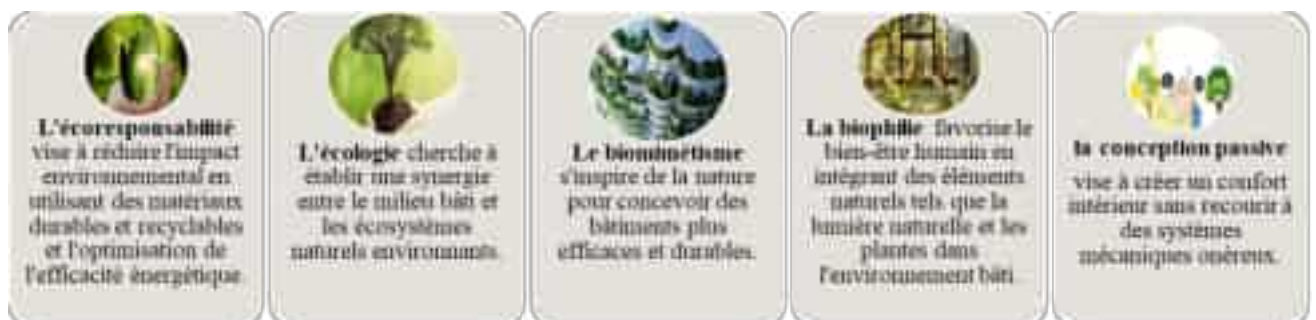 L'écoresponsabilité
vise à réduire l'impact
environnemental en
utilisant des matériaux
durables et recyclables
et l'optimisation de
l'efficacité énergétique.
L'écologie cherche à
établir une synergie
entre le milieu bâti et
les écosystèmes
naturels environnants.
Le biomimétisme
s'inspire de la nature
pour concevoir des
bâtiments plus
efficaces et durables.
La biophilie favorise le
bien-être humain en
intégrant des éléments
naturels tels que la
lumière naturelle et les
plantes dans
l'environnement bâti.
la conception passive
vise à créer un confort
intérieur sans recourir à
des systèmes
mécaniques onéreux.